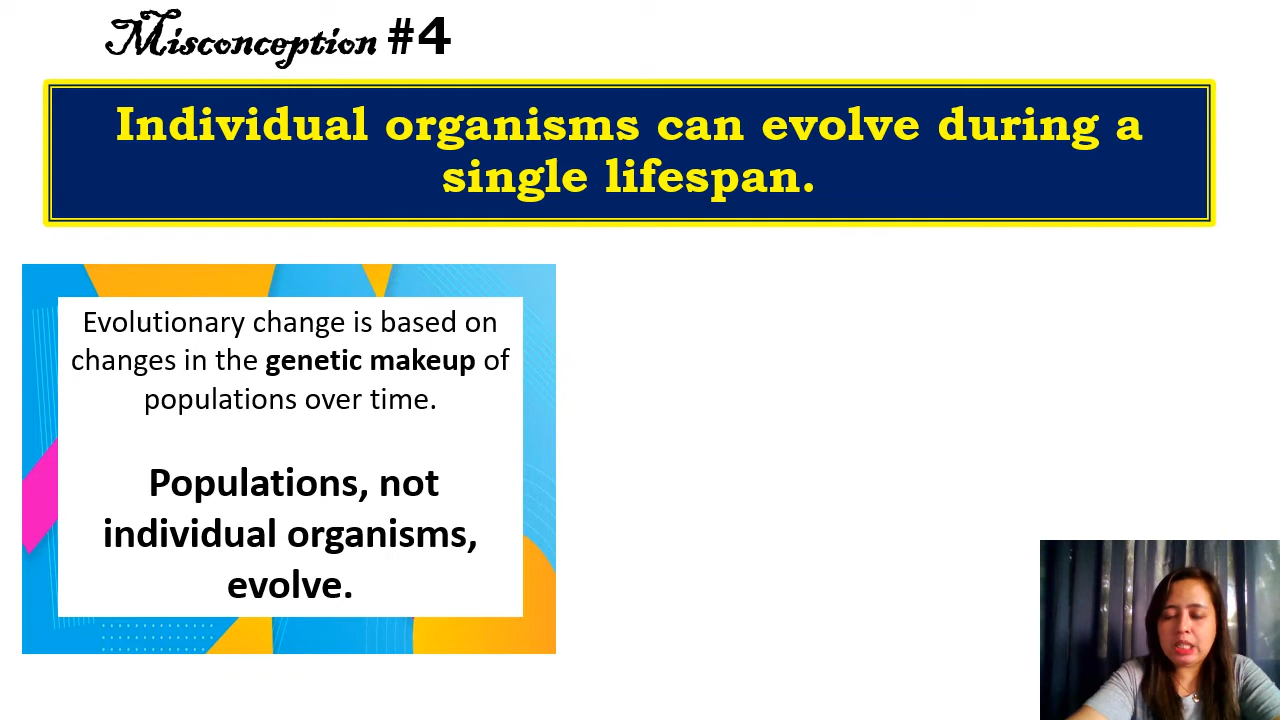 Misconception #4
Individual organisms can evolve during a
single lifespan.
Evolutionary change is based on
changes in the genetic makeup of
populations over time.
Populations, not
individual organisms,
evolve.